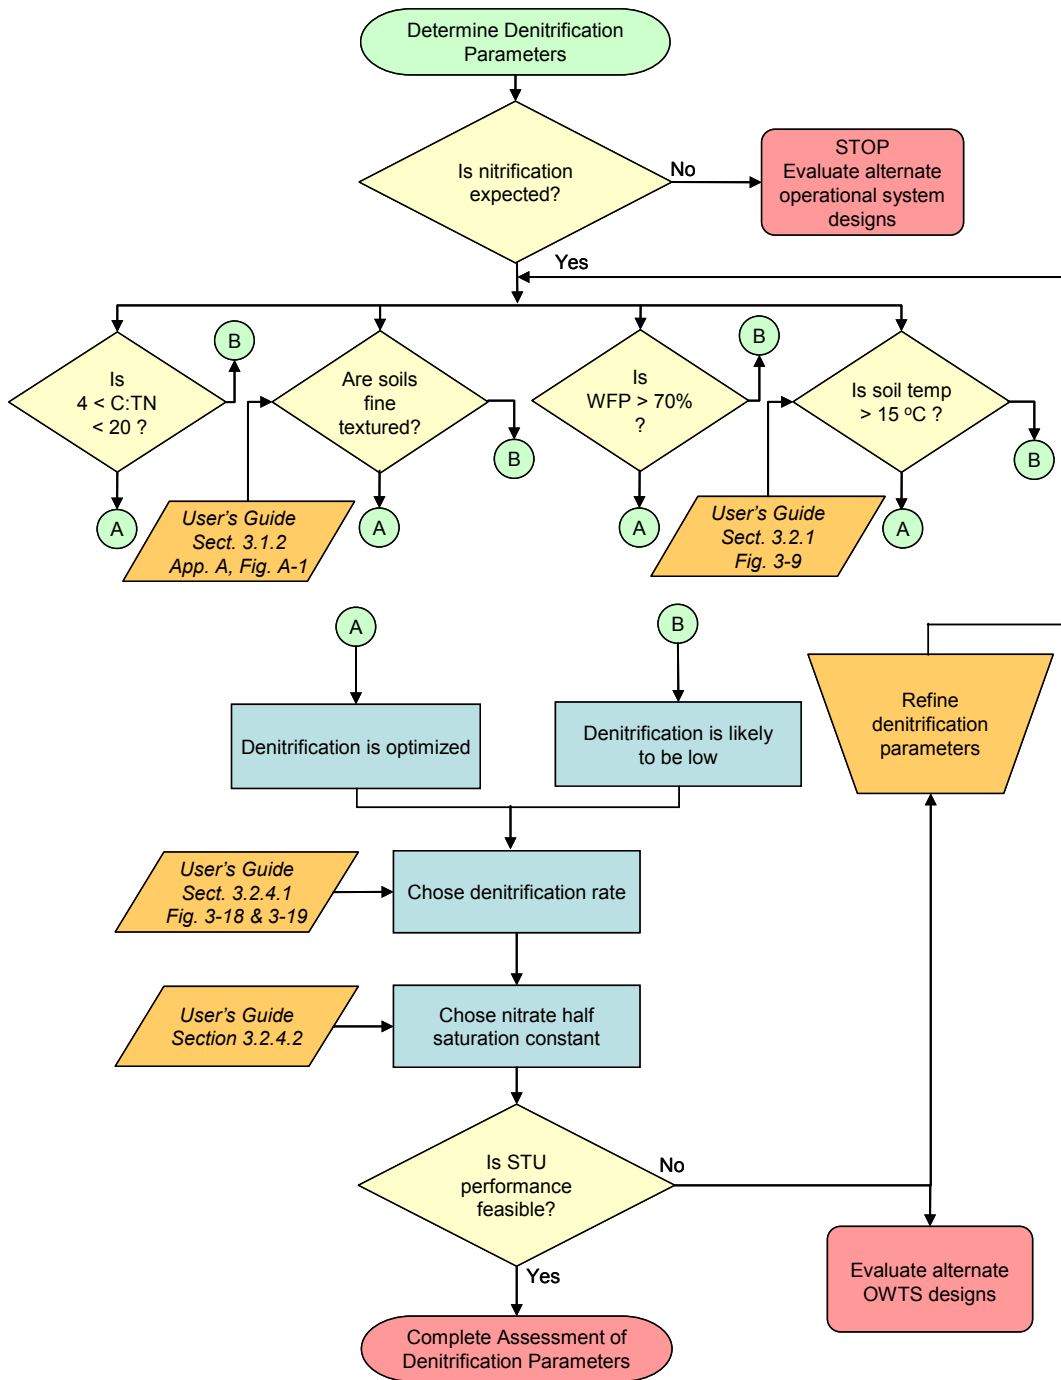 Determine Denitrification
Parameters
Is nitrification
expected?
No
STOP
Evaluate alternate
operational system
designs
Yes
Is
4 < C:TN
< 20 ?
B
Are soils
fine
textured?
B
Is
WFP > 70%
?
B
Is soil temp
> 15 ºC ?
B
A
User's Guide
Sect. 3.1.2
App. A, Fig. A-1
A
A
User's Guide
Sect. 3.2.1
Fig. 3-9
A
A
B
Denitrification is optimized
Denitrification is likely
to be low
Refine
denitrification
parameters
User's Guide
Sect. 3.2.4.1
Fig. 3-18 & 3-19
Chose denitrification rate
User's Guide
Section 3.2.4.2
Chose nitrate half
saturation constant
Is STU
performance
feasible?
No
Yes
Evaluate alternate
OWTS designs
Complete Assessment of
Denitrification Parameters